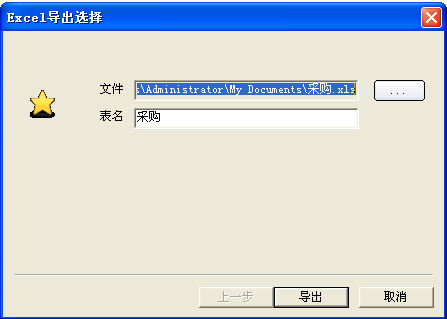 Excel导出选择
文件 s\Administrator\My Documents\采购.xls ...
表名 采购
上一步 导出 取消